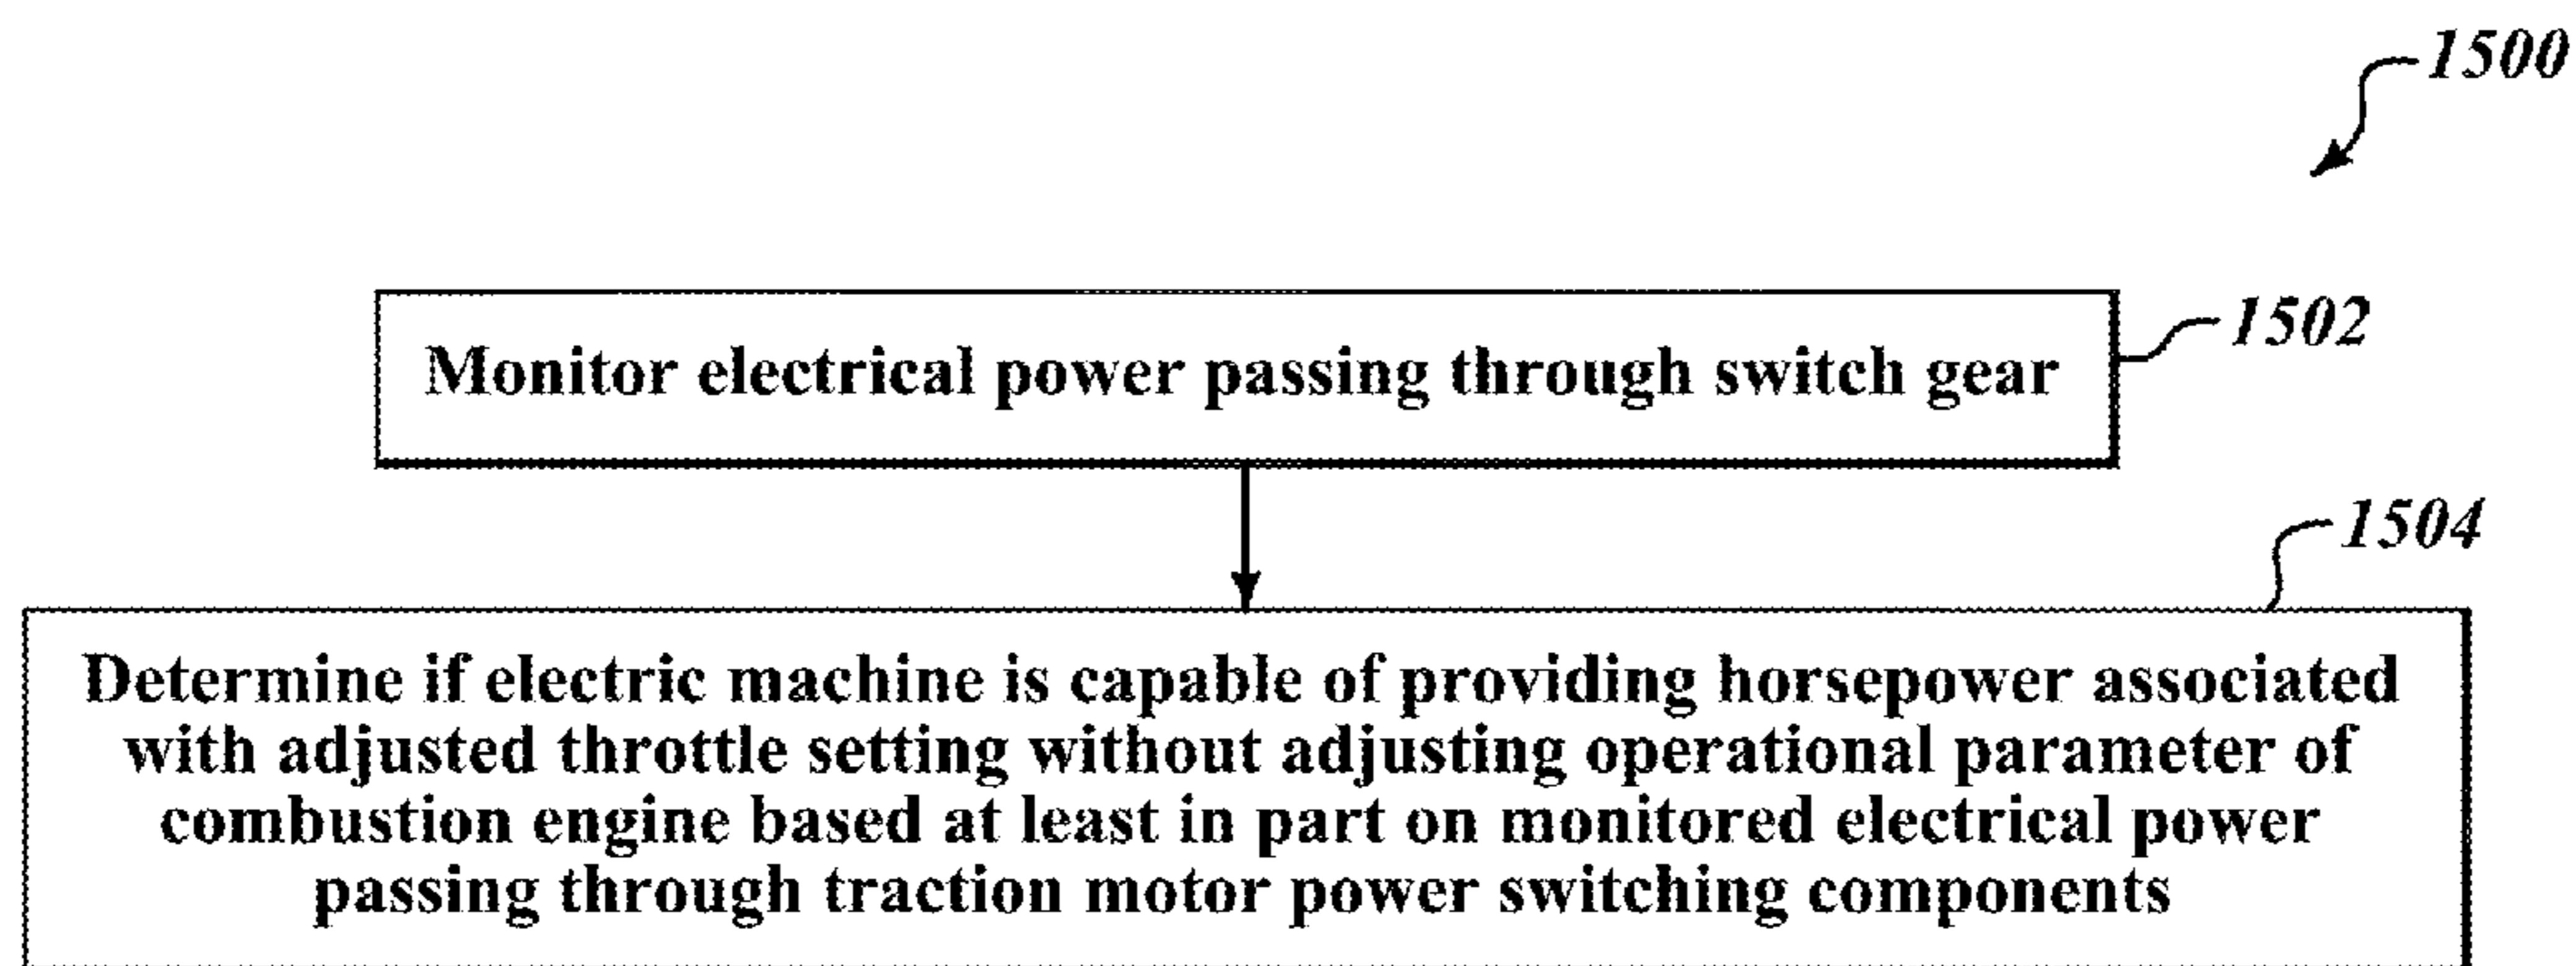 1500
Monitor electrical power passing through switch gear
1502
1504
Determine if electric machine is capable of providing horsepower associated
with adjusted throttle setting without adjusting operational parameter of
combustion engine based at least in part on monitored electrical power
passing through traction motor power switching components